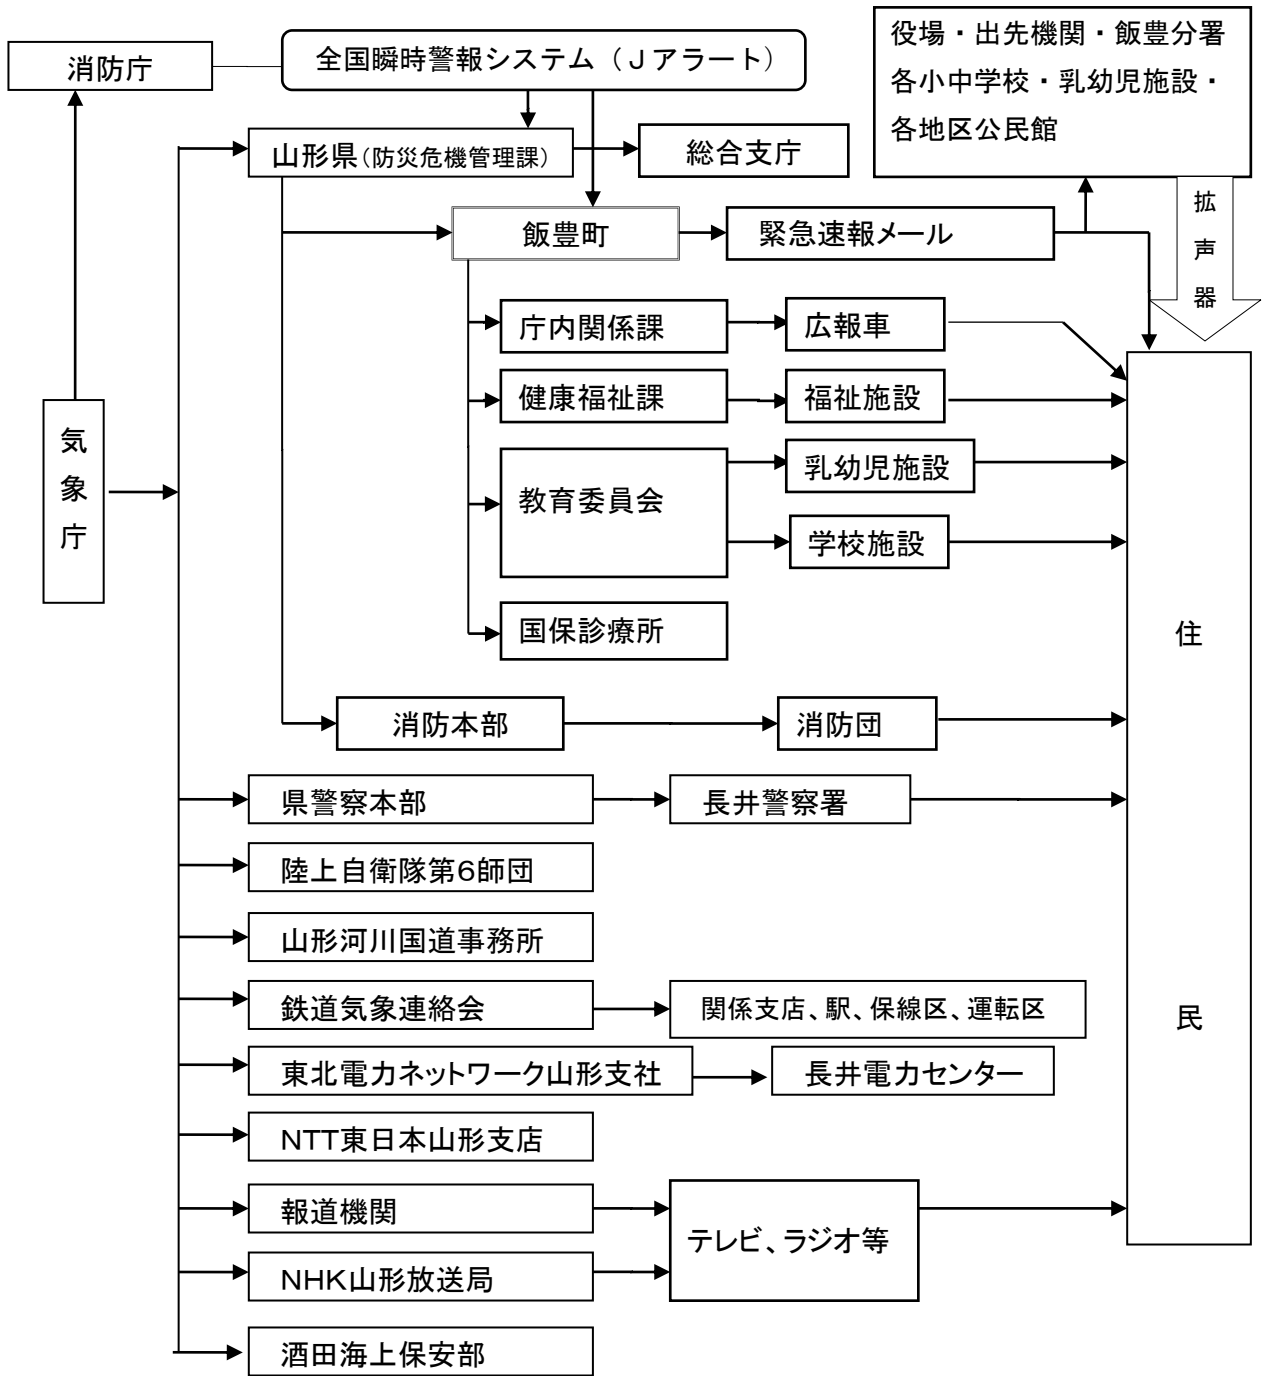 消防庁
全国瞬時警報システム（Ｊアラート）
役場・出先機関・飯豊分署
各小中学校・乳幼児施設・
各地区公民館
山形県(防災危機管理課)
総合支庁
拡声器
飯豊町
緊急速報メール
庁内関係課
広報車
健康福祉課
福祉施設
気象庁
教育委員会
乳幼児施設
学校施設
国保診療所
住民
消防本部
消防団
県警察本部
長井警察署
陸上自衛隊第６師団
山形河川国道事務所
鉄道気象連絡会
関係支店、駅、保線区、運転区
東北電力ネットワーク山形支社
長井電力センター
NTT東日本山形支店
報道機関
テレビ、ラジオ等
NHK山形放送局
酒田海上保安部